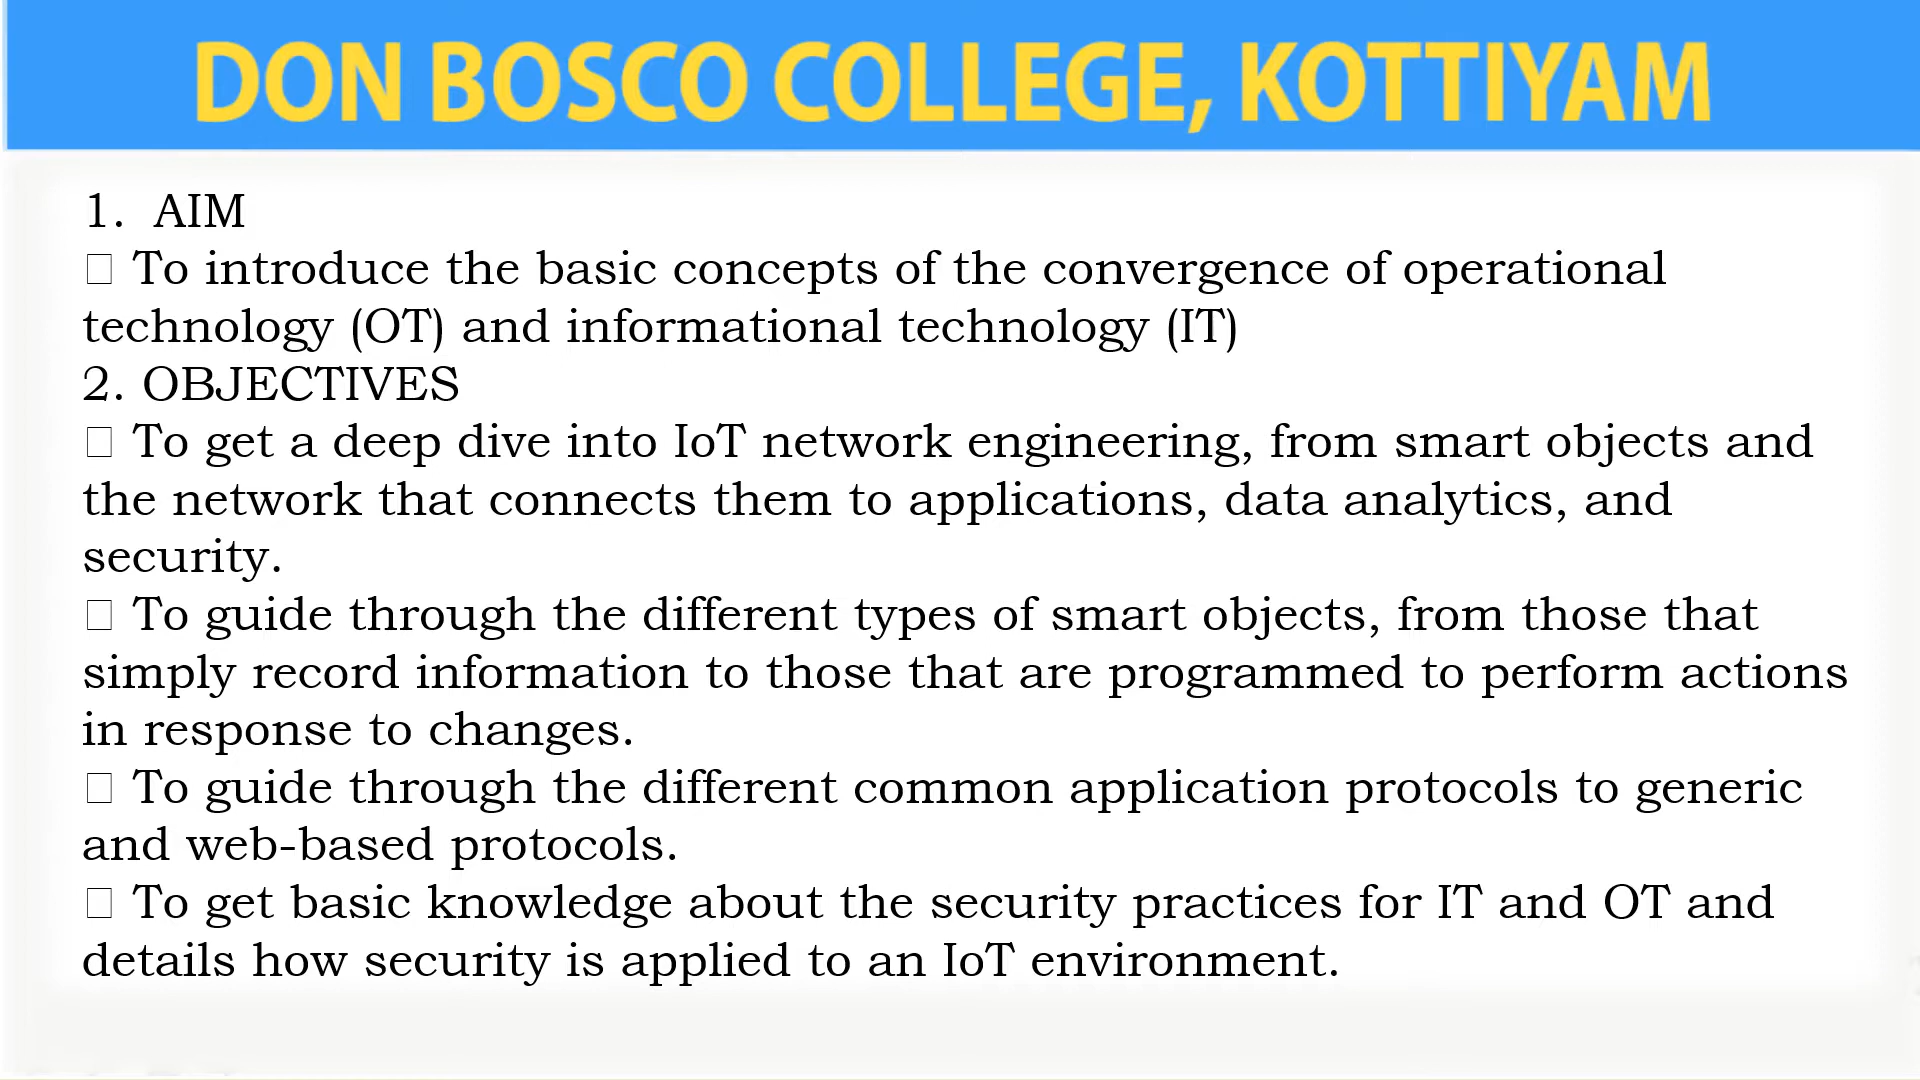 DON BOSCO COLLEGE, KOTTIYAM
1. AIM
□ To introduce the basic concepts of the convergence of operational
technology (OT) and informational technology (IT)
2. OBJECTIVES
□ To get a deep dive into IoT network engineering, from smart objects and
the network that connects them to applications, data analytics, and
security.
□ To guide through the different types of smart objects, from those that
simply record information to those that are programmed to perform actions
in response to changes.
□ To guide through the different common application protocols to generic
and web-based protocols.
□ To get basic knowledge about the security practices for IT and OT and
details how security is applied to an IoT environment.